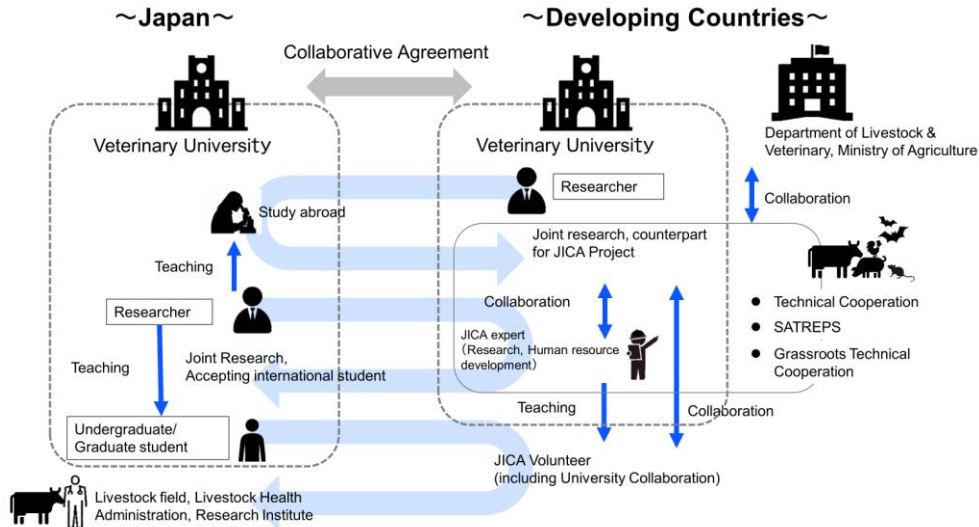 ～Japan～
～Developing Countries～
Collaborative Agreement
Veterinary University
Veterinary University
Department of Livestock &
Veterinary, Ministry of Agriculture
Researcher
Study abroad
Collaboration
Joint research, counterpart
for JICA Project
Teaching
Researcher
Collaboration
● Technical Cooperation
● SATREPS
● Grassroots Technical
Cooperation
JICA expert
（Research, Human resource
development）
Joint Research,
Accepting international student
Teaching
Teaching
Collaboration
Undergraduate/
Graduate student
JICA Volunteer
(including University Collaboration)
Livestock field, Livestock Health
Administration, Research Institute